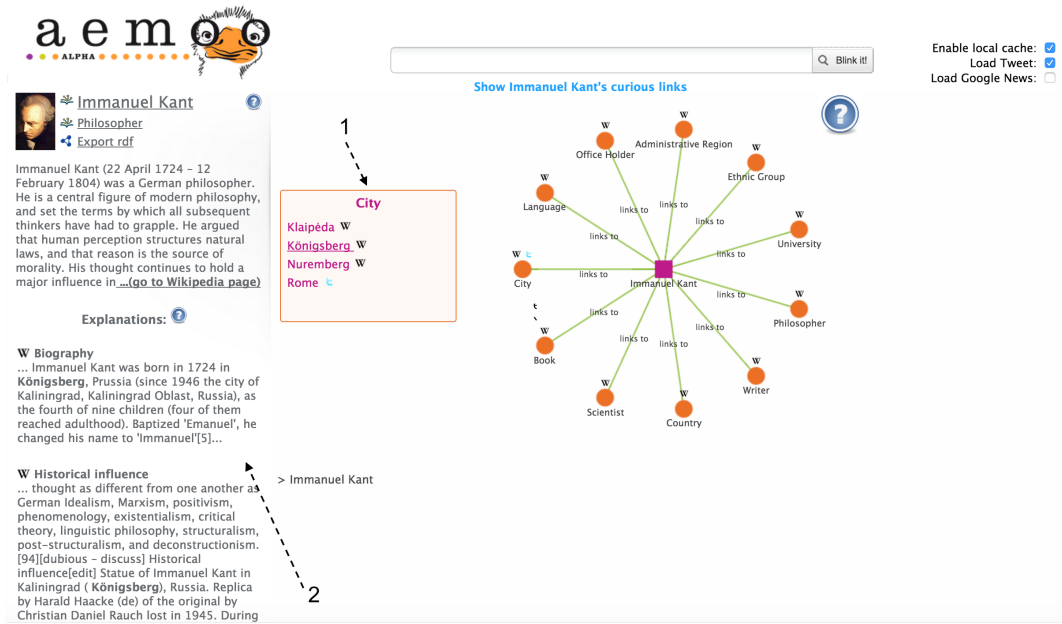 aemoo
ALPHA
Blink it!
Enable local cache:
Load Tweet:
Load Google News:
Show Immanuel Kant's curious links
Immanuel Kant
Philosopher
Export rdf
?
Immanuel Kant (22 April 1724 – 12
February 1804) was a German philosopher.
He is a central figure of modern philosophy,
and set the terms by which all subsequent
thinkers have had to grapple. He argued
that human perception structures natural
laws, and that reason is the source of
morality. His thought continues to hold a
major influence in ...(go to Wikipedia page)
Explanations: ?
W Biography
... Immanuel Kant was born in 1724 in
Königsberg, Prussia (since 1946 the city of
Kaliningrad, Kaliningrad Oblast, Russia), as
the fourth of nine children (four of them
reached adulthood). Baptized 'Emanuel', he
changed his name to 'Immanuel'[5]...
W Historical influence
... thought as different from one another as
German Idealism, Marxism, positivism,
phenomenology, existentialism, critical
theory, linguistic philosophy, structuralism,
post-structuralism, and deconstructionism.
[94][dubious – discuss] Historical
influence[edit] Statue of Immanuel Kant in
Kaliningrad ( Königsberg), Russia. Replica
by Harald Haacke (de) of the original by
Christian Daniel Rauch lost in 1945. During
1
City
Klaipėda W
Königsberg W
Nuremberg W
Rome t
> Immanuel Kant
2
?
W
Office Holder
W
Administrative Region
W
Ethnic Group
W
Language
W
University
W t
City
Immanuel Kant
W
Philosopher
W
Book
W
Writer
W
Scientist
W
Country
links to
links to
links to
links to
links to
links to
links to
links to
links to
links to
links to
t